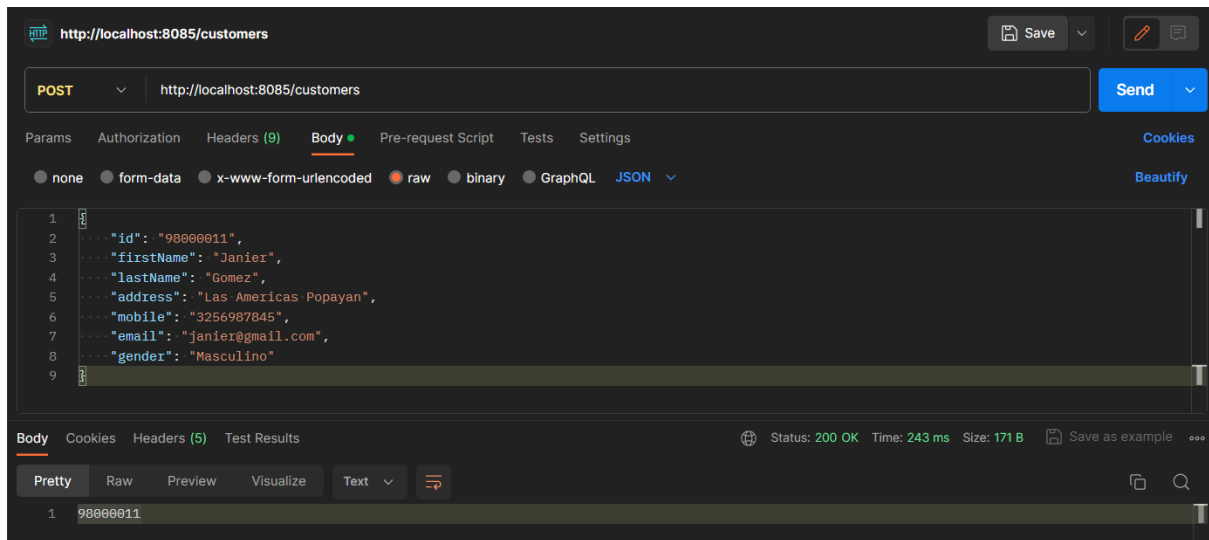 HTTP http://localhost:8085/customers Save
POST http://localhost:8085/customers Send
Params Authorization Headers (9) Body Pre-request Script Tests Settings Cookies
none form-data x-www-form-urlencoded raw binary GraphQL JSON Beautify
1 {
2 "id": "98000011",
3 "firstName": "Janier",
4 "lastName": "Gomez",
5 "address": "Las Americas Popayan",
6 "mobile": "3256987845",
7 "email": "janier@gmail.com",
8 "gender": "Masculino"
9 }
Body Cookies Headers (5) Test Results Status: 200 OK Time: 243 ms Size: 171 B Save as example
Pretty Raw Preview Visualize Text
1 98000011